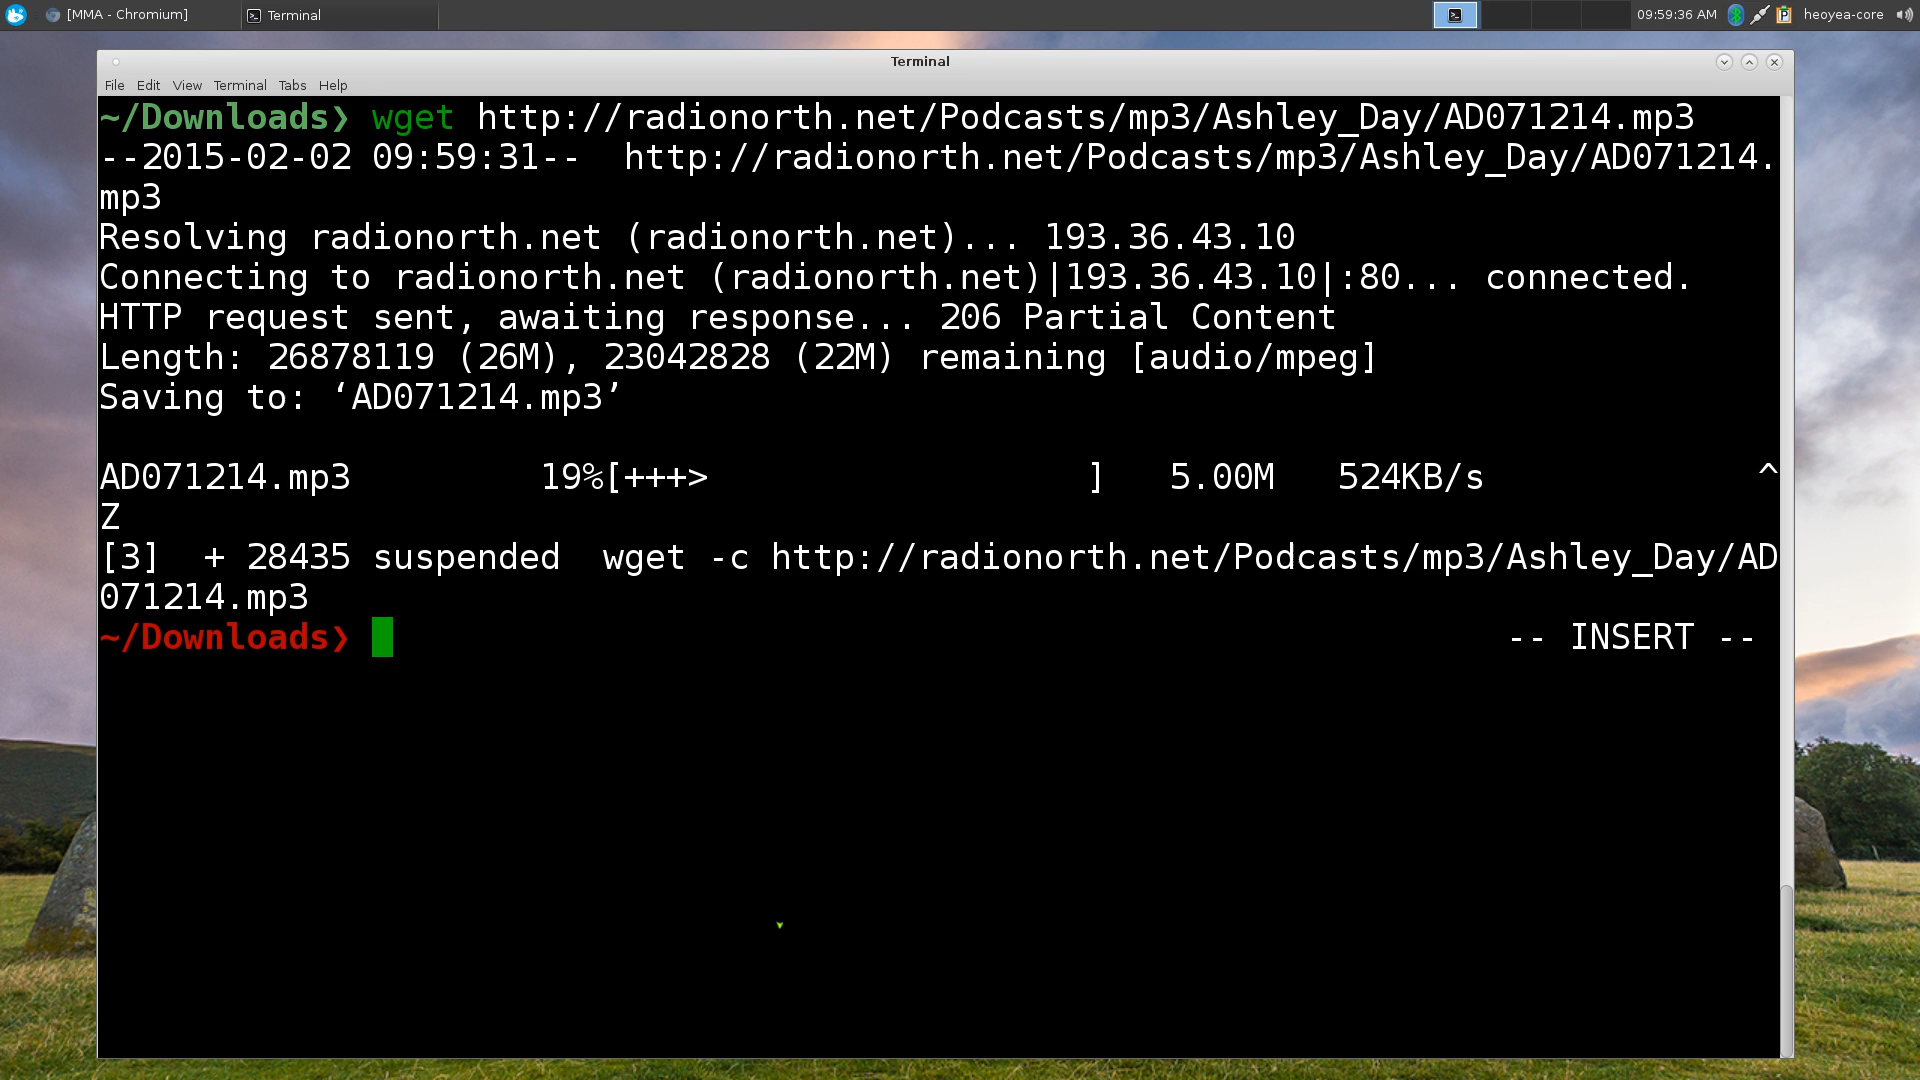 [MMA - Chromium]
Terminal
09:59:36 AM
heoyea-core
Terminal
File Edit View Terminal Tabs Help
~/Downloads❯ wget http://radionorth.net/Podcasts/mp3/Ashley_Day/AD071214.mp3
--2015-02-02 09:59:31--  http://radionorth.net/Podcasts/mp3/Ashley_Day/AD071214.
mp3
Resolving radionorth.net (radionorth.net)... 193.36.43.10
Connecting to radionorth.net (radionorth.net)|193.36.43.10|:80... connected.
HTTP request sent, awaiting response... 206 Partial Content
Length: 26878119 (26M), 23042828 (22M) remaining [audio/mpeg]
Saving to: ‘AD071214.mp3’
AD071214.mp3         19%[+++>                  ]   5.00M   524KB/s             ^
Z
[3]  + 28435 suspended  wget -c http://radionorth.net/Podcasts/mp3/Ashley_Day/AD
071214.mp3
~/Downloads❯ -- INSERT --